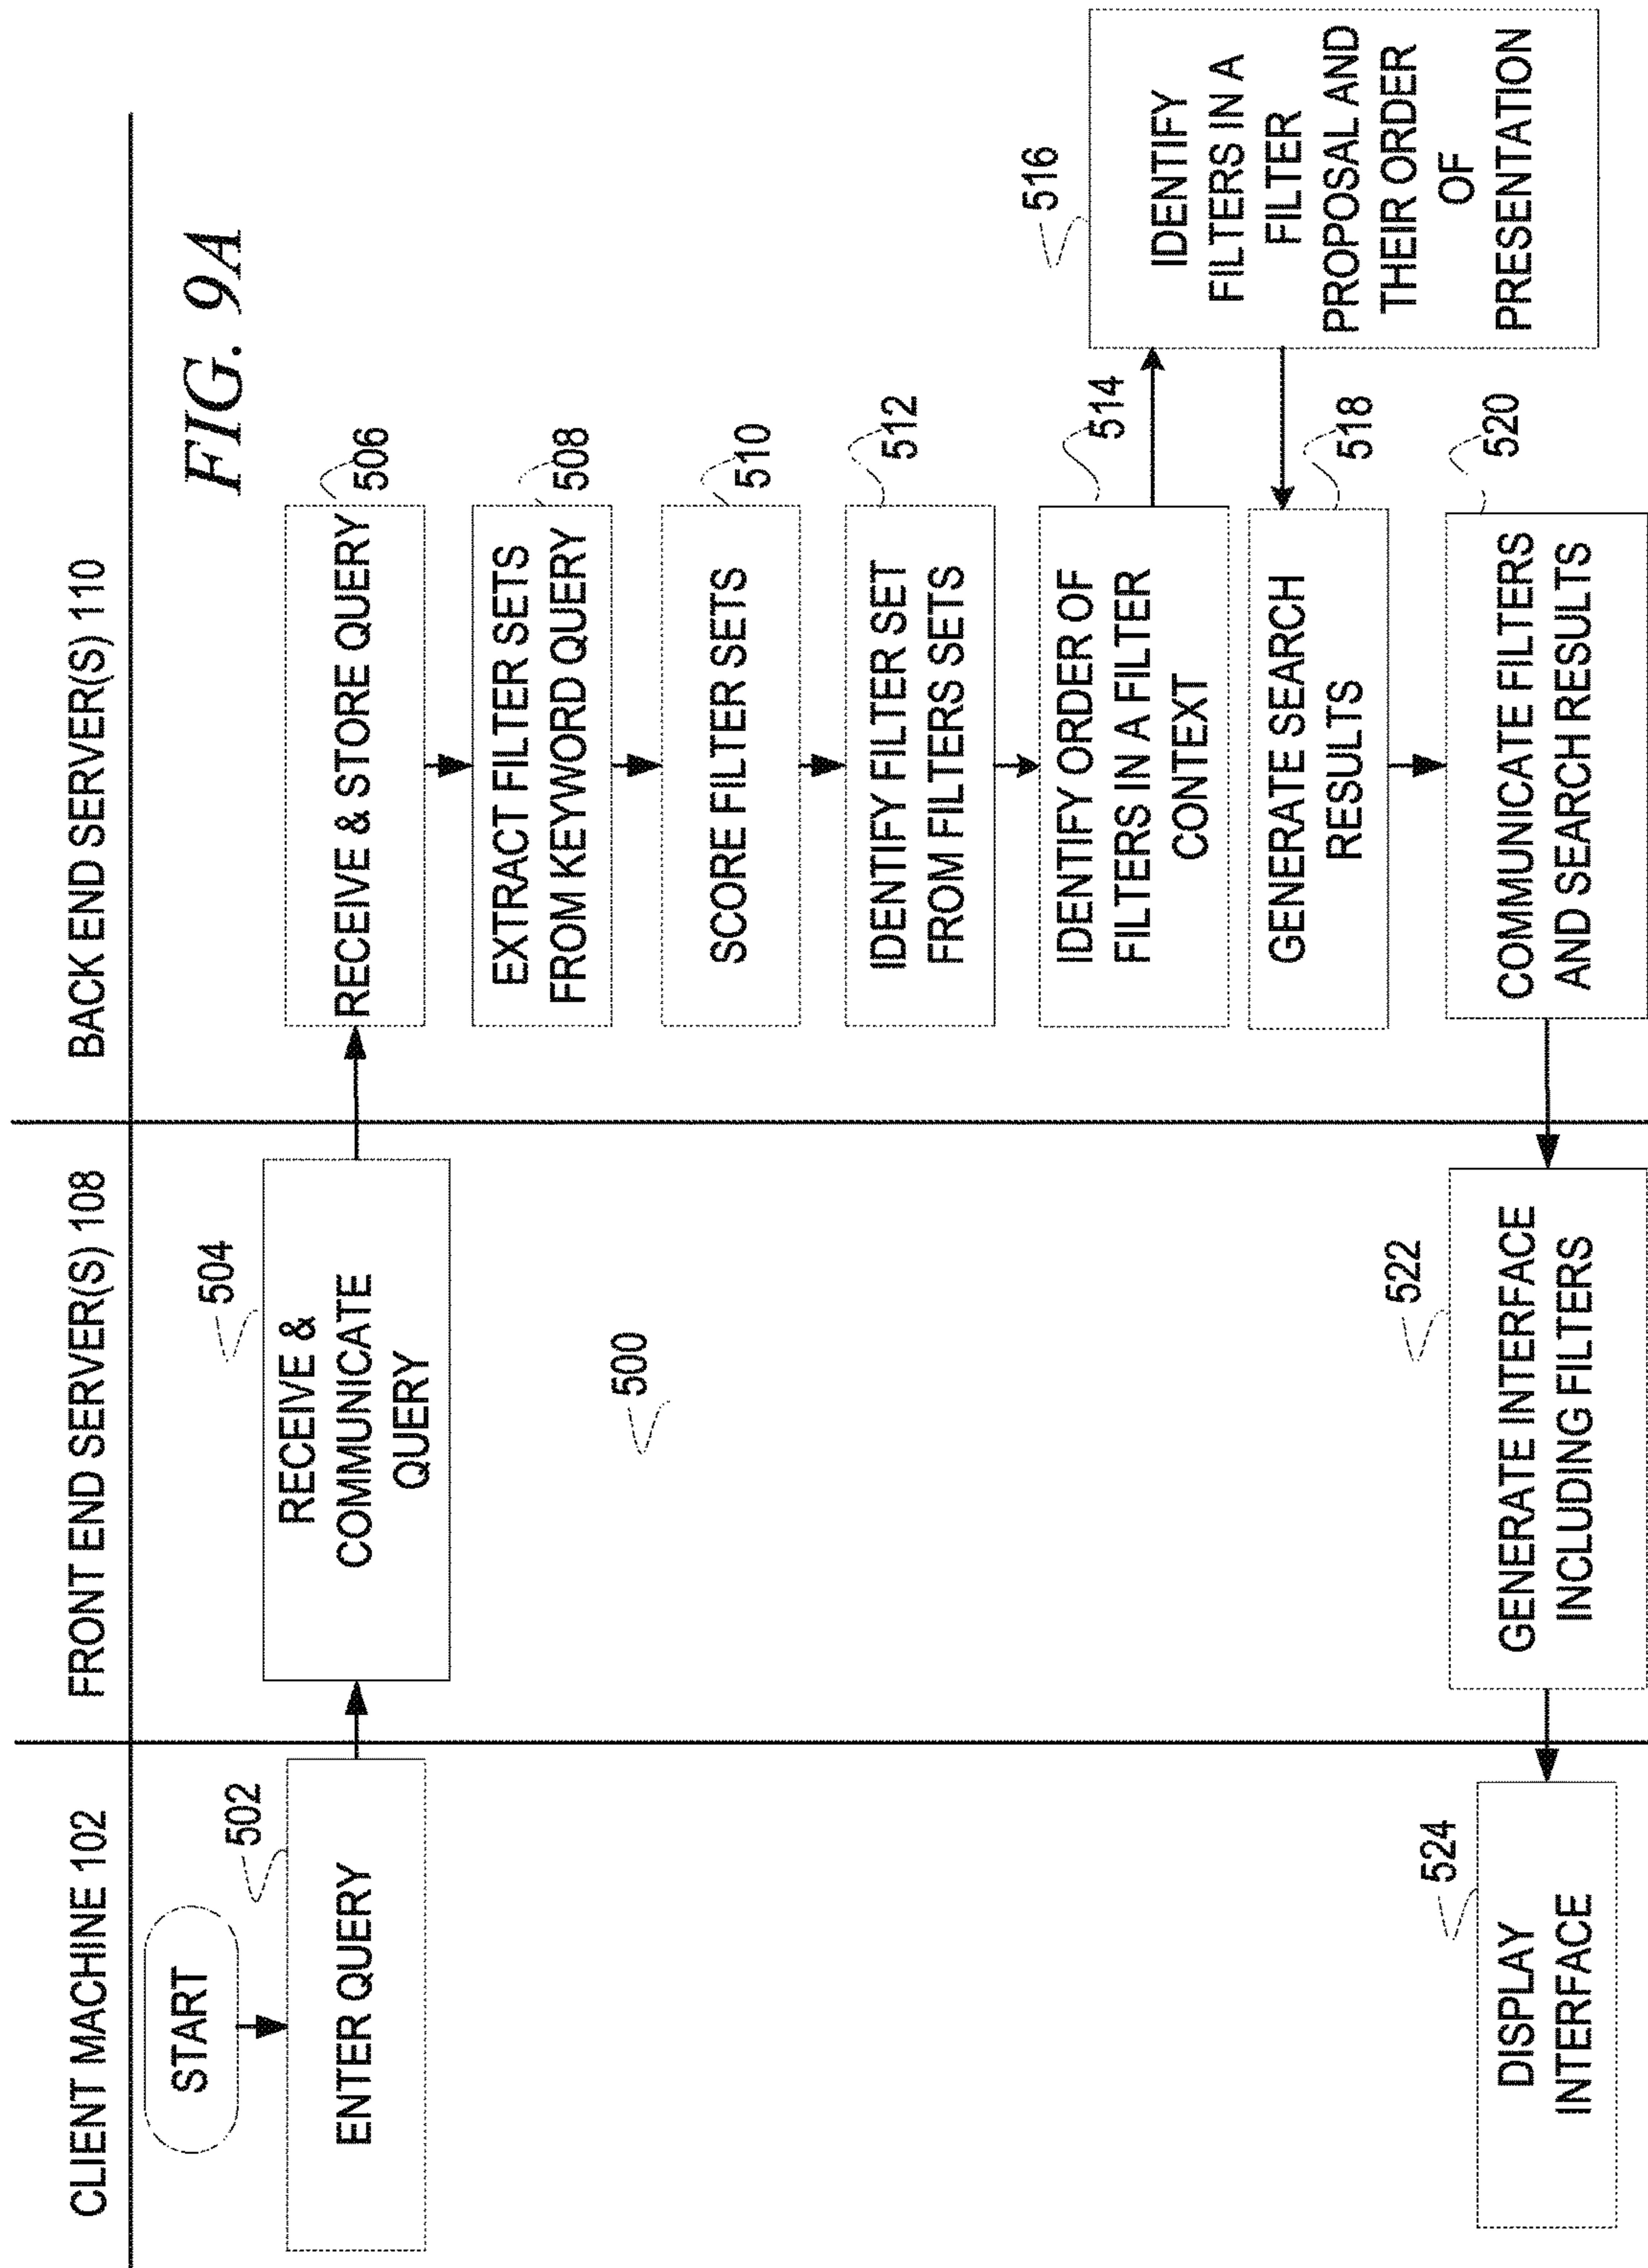 FIG. 9A
CLIENT MACHINE 102
FRONT END SERVER(S) 108
BACK END SERVER(S) 110
START
502
ENTER QUERY
504
RECEIVE &
COMMUNICATE
QUERY
506
RECEIVE & STORE QUERY
508
EXTRACT FILTER SETS
FROM KEYWORD QUERY
510
SCORE FILTER SETS
512
IDENTIFY FILTER SET
FROM FILTERS SETS
514
IDENTIFY ORDER OF
FILTERS IN A FILTER
CONTEXT
516
IDENTIFY
FILTERS IN A
FILTER
PROPOSAL AND
THEIR ORDER
OF
PRESENTATION
518
GENERATE SEARCH
RESULTS
520
COMMUNICATE FILTERS
AND SEARCH RESULTS
500
522
GENERATE INTERFACE
INCLUDING FILTERS
524
DISPLAY
INTERFACE